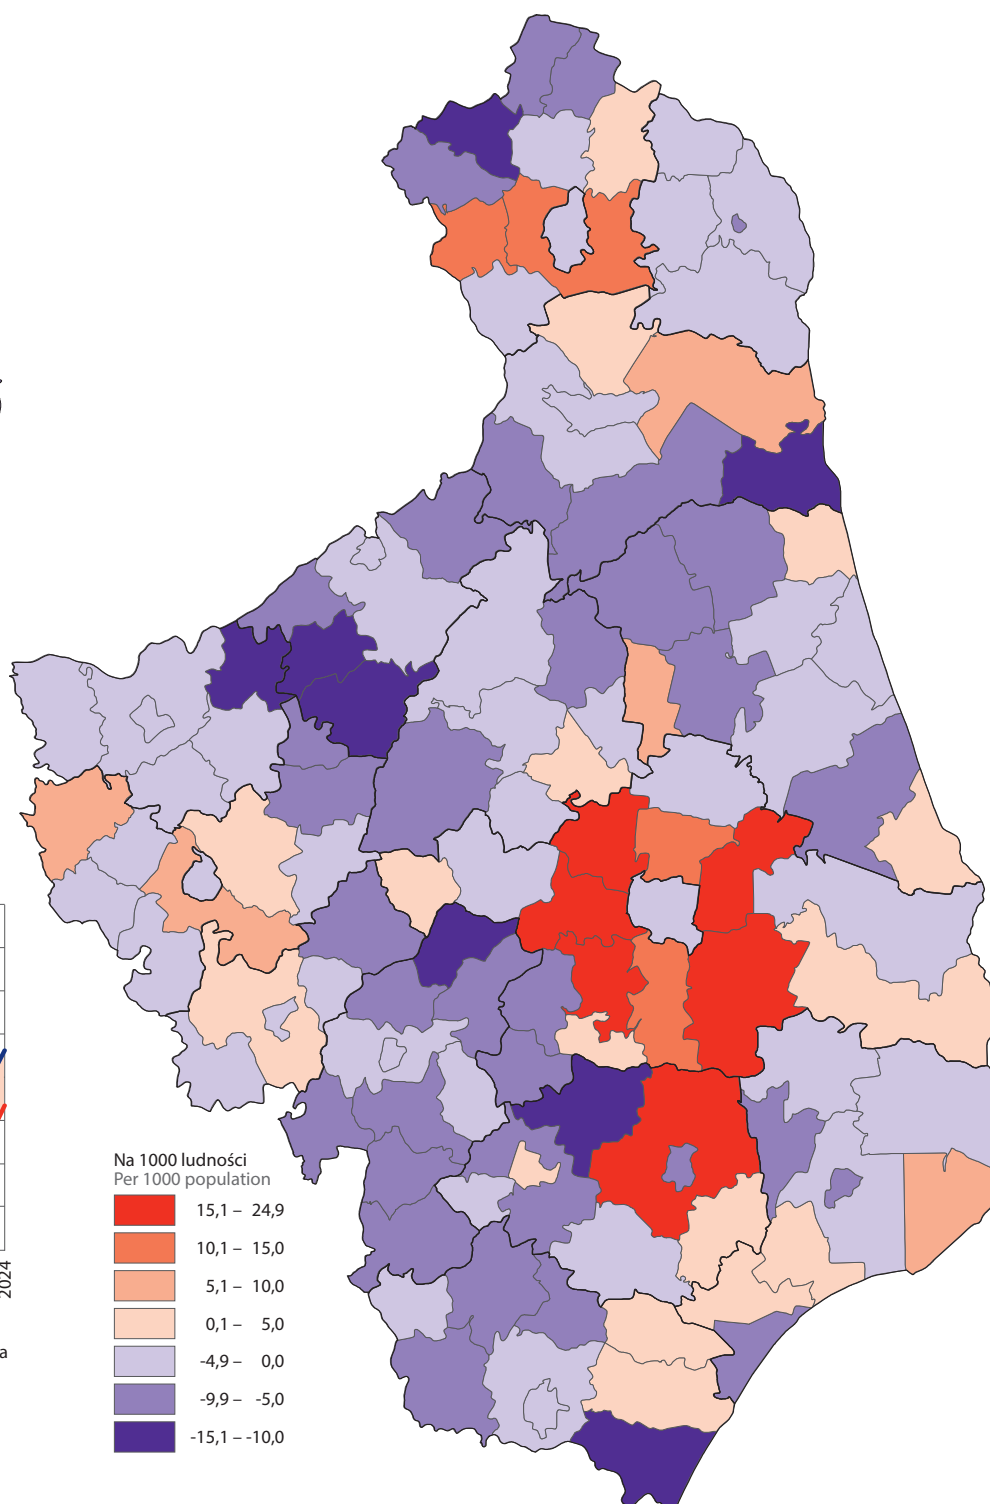 Na 1000 ludności
Per 1000 population
15,1 – 24,9
10,1 – 15,0
5,1 – 10,0
0,1 – 5,0
-4,9 – 0,0
-9,9 – -5,0
-15,1 – -10,0
2024
a